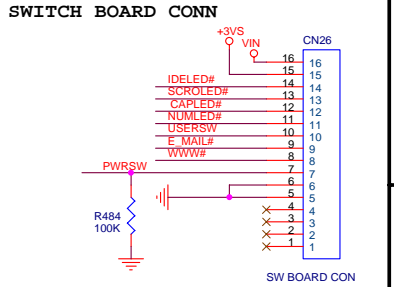 SWITCH BOARD CONN
+3VS
VIN
CN26
16 16
15 15
IDELED# 14 14
SCROLED# 13 13
CAPLED# 12 12
NUMLED# 11 11
USERSW 10 10
E_MAIL# 9 9
WWW# 8 8
PWRSW 7 7
6 6
5 5
4 4
3 3
2 2
1 1
R484
100K
SW BOARD CON